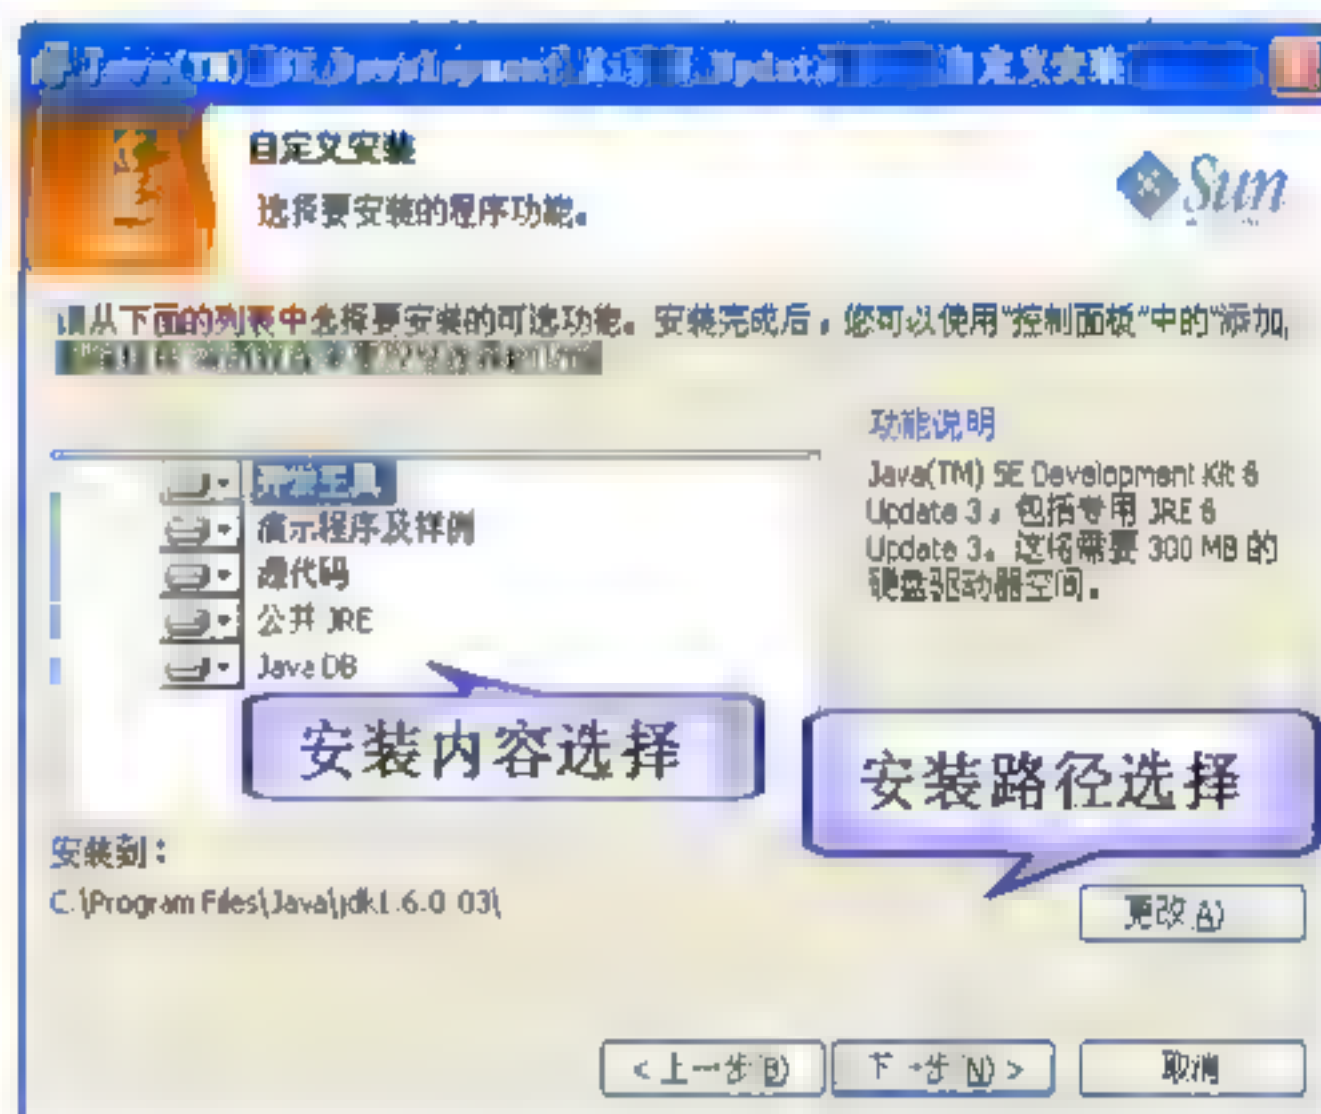 自定义安装
自定义安装
选择要安装的程序功能。
Sun
请从下面的列表中选择要安装的可选功能。安装完成后，您可以使用"控制面板"中的"添加
功能说明
开发工具
演示程序及样例
源代码
公共 JRE
Java DB
Java(TM) SE Development Kit 6
Update 3，包括专用 JRE 6
Update 3。这将需要 300 MB 的
硬盘驱动器空间。
安装内容选择
安装路径选择
安装到：
C:\Program Files\Java\jdk1.6.0_03\
更改(A)
<上一步(B)
下一步(N)>
取消